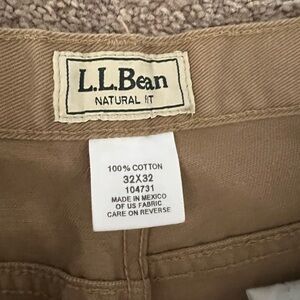 L.L.Bean
NATURAL FIT
100% COTTON
32X32
104731
MADE IN MEXICO
OF US FABRIC
CARE ON REVERSE